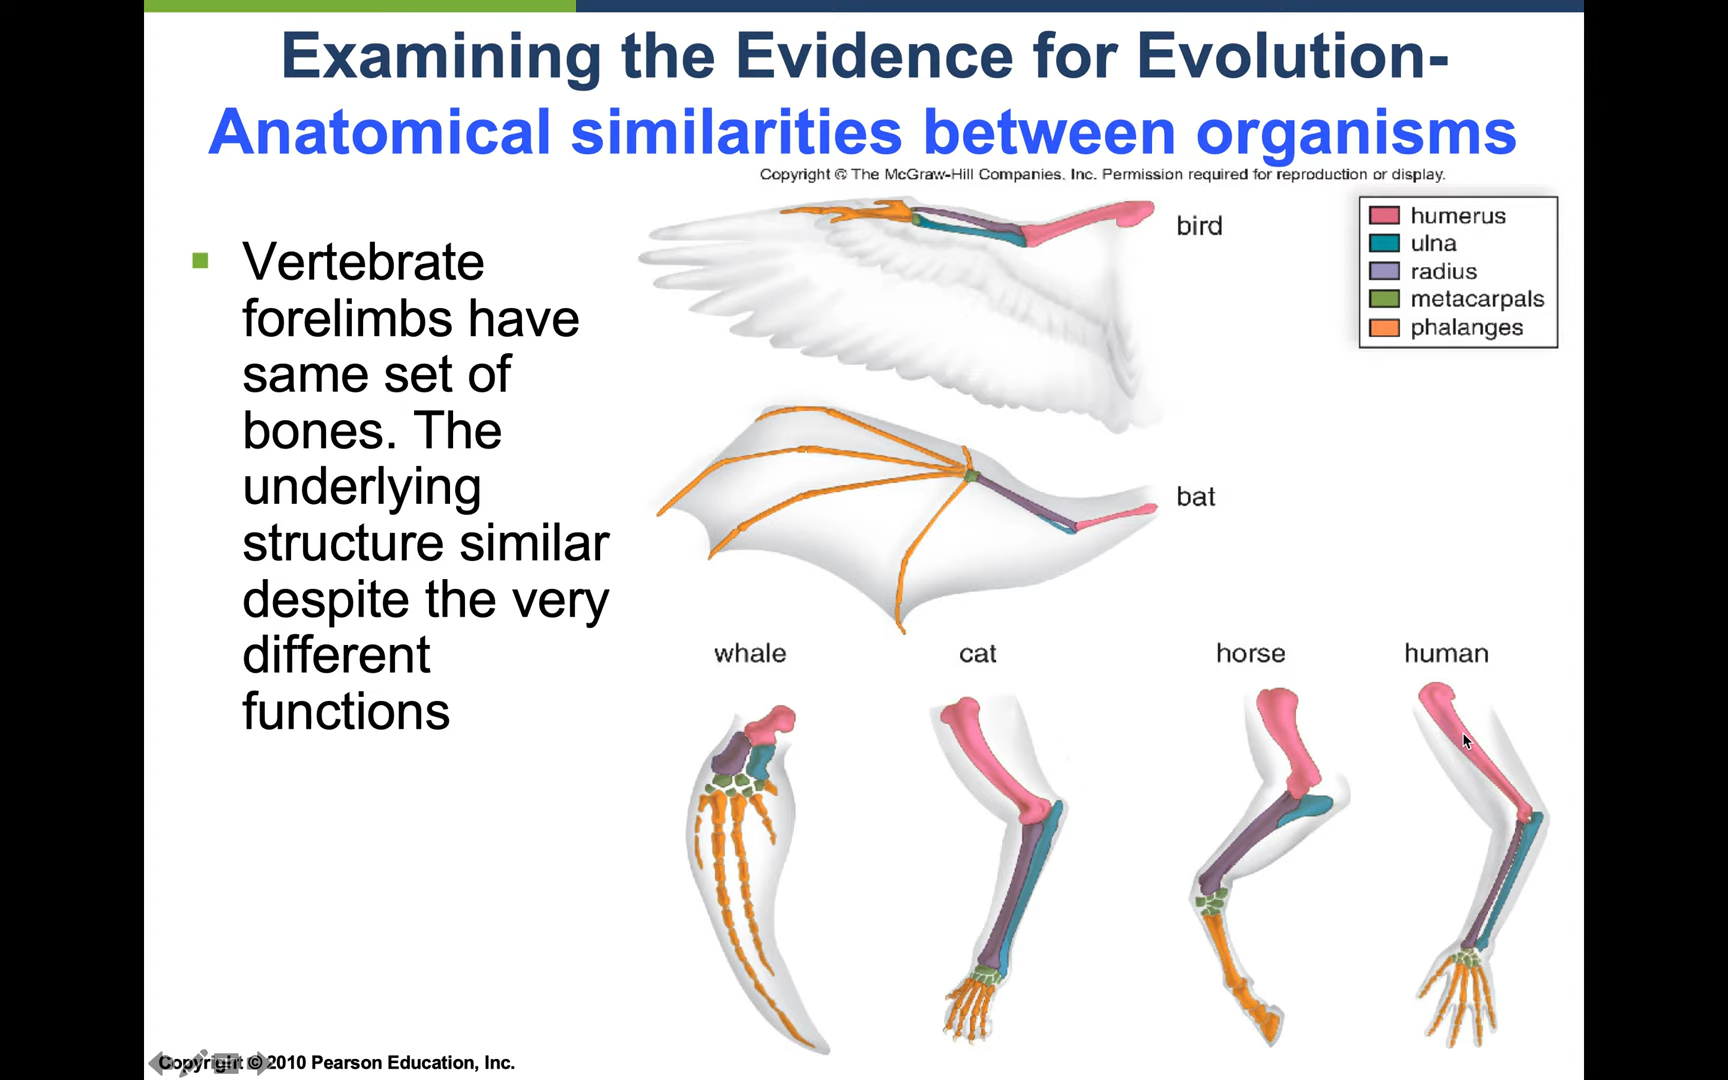 Examining the Evidence for Evolution-
Anatomical similarities between organisms
Copyright © The McGraw-Hill Companies, Inc. Permission required for reproduction or display.
Vertebrate
forelimbs have
same set of
bones. The
underlying
structure similar
despite the very
different
functions
bird
humerus
ulna
radius
metacarpals
phalanges
bat
whale
cat
horse
human
Copyright © 2010 Pearson Education, Inc.